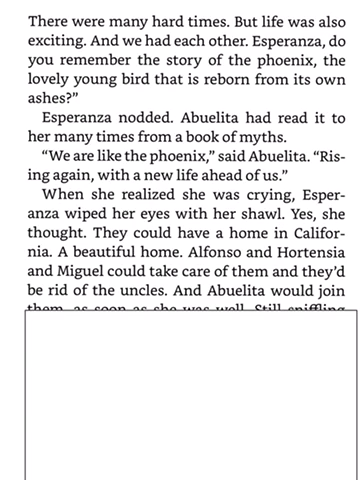 There were many hard times. But life was also
exciting. And we had each other. Esperanza, do
you remember the story of the phoenix, the
lovely young bird that is reborn from its own
ashes?”
Esperanza nodded. Abuelita had read it to
her many times from a book of myths.
“We are like the phoenix,” said Abuelita. “Ris-
ing again, with a new life ahead of us.”
When she realized she was crying, Esper-
anza wiped her eyes with her shawl. Yes, she
thought. They could have a home in Califor-
nia. A beautiful home. Alfonso and Hortensia
and Miguel could take care of them and they’d
be rid of the uncles. And Abuelita would join
them, as soon as she was well. Still sniffling